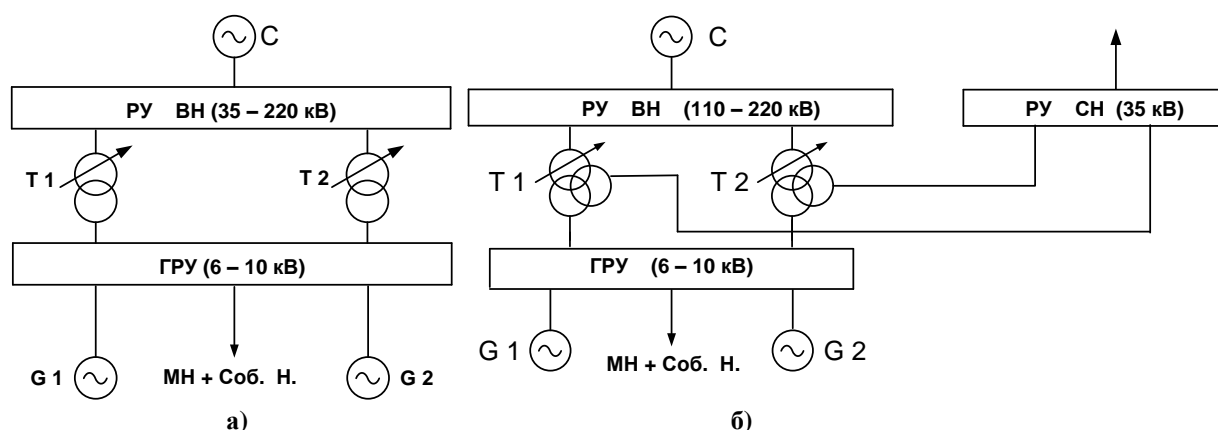 С
РУ ВН (35 – 220 кВ)
Т 1
Т 2
ГРУ (6 – 10 кВ)
G 1
МН + Соб. Н.
G 2
а)
С
РУ ВН (110 – 220 кВ)
РУ СН (35 кВ)
Т 1
Т 2
ГРУ (6 – 10 кВ)
G 1
МН + Соб. Н.
G 2
б)